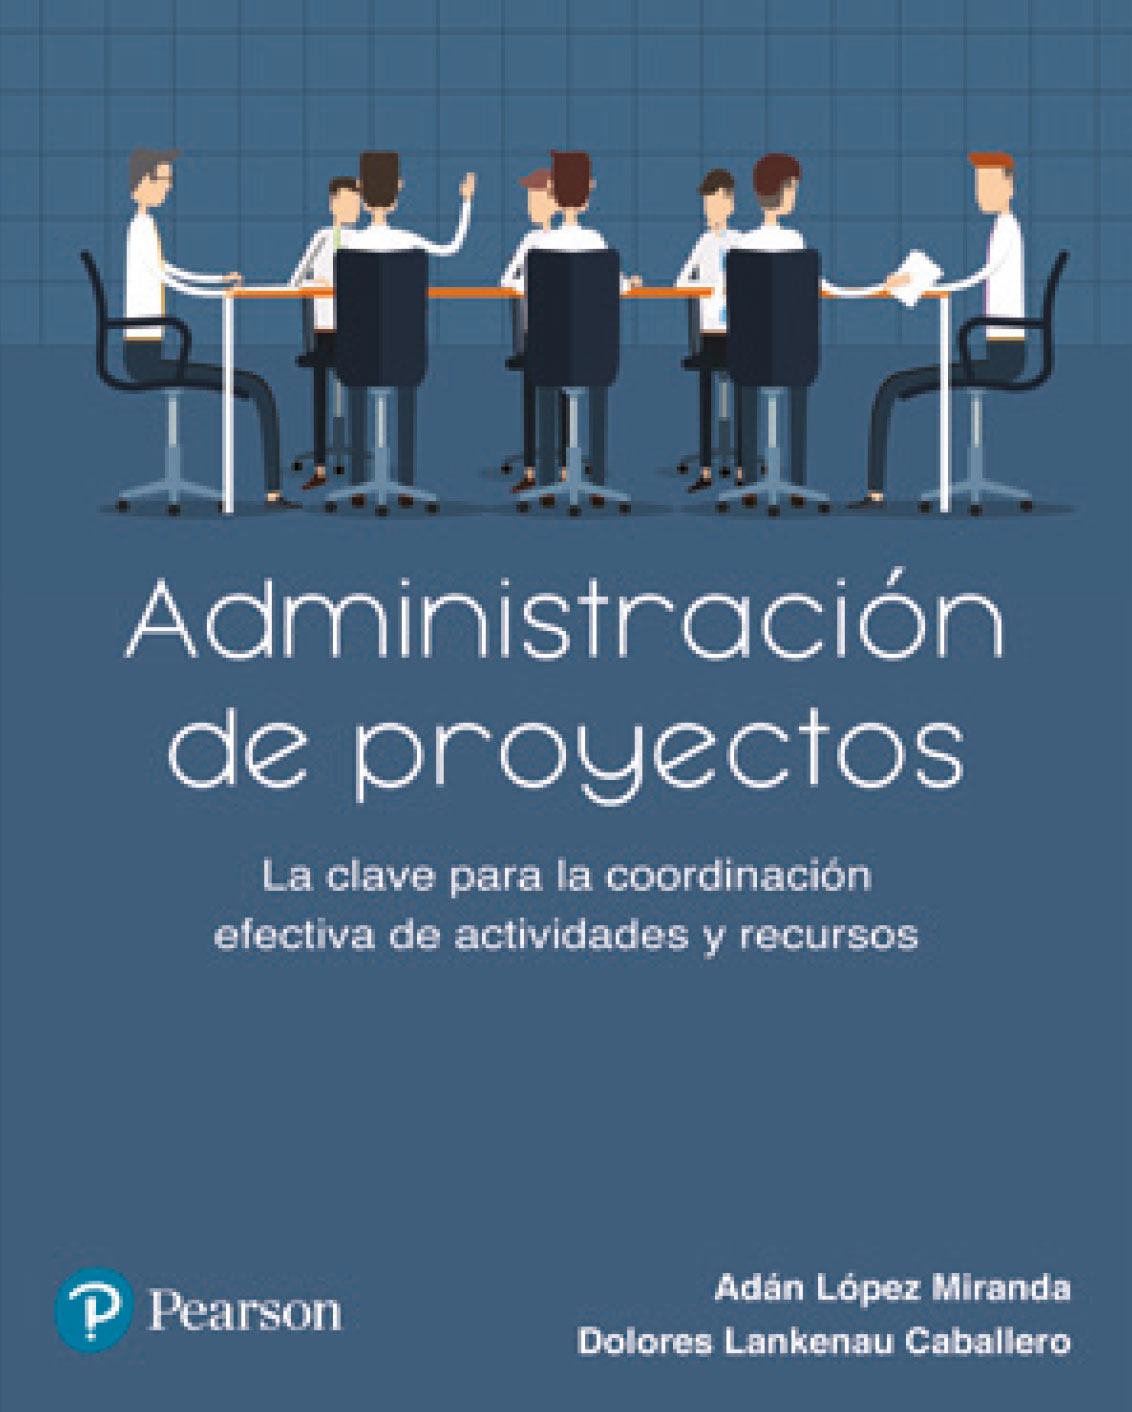 Administración
de proyectos
La clave para la coordinación
efectiva de actividades y recursos
Pearson
Adán López Miranda
Dolores Lankenau Caballero